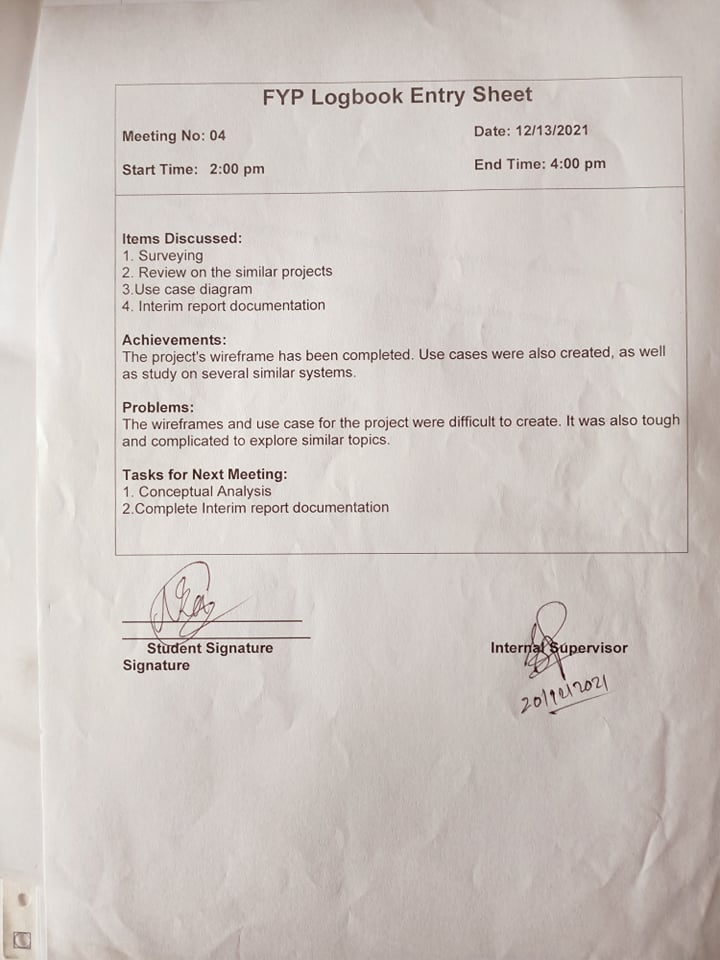 FYP Logbook Entry Sheet
Meeting No: 04
Date: 12/13/2021
Start Time: 2:00 pm
End Time: 4:00 pm
Items Discussed:
1. Surveying
2. Review on the similar projects
3.Use case diagram
4. Interim report documentation
Achievements:
The project's wireframe has been completed. Use cases were also created, as well
as study on several similar systems.
Problems:
The wireframes and use case for the project were difficult to create. It was also tough
and complicated to explore similar topics.
Tasks for Next Meeting:
1. Conceptual Analysis
2.Complete Interim report documentation
Student Signature
Internal Supervisor
Signature
20/12/2021